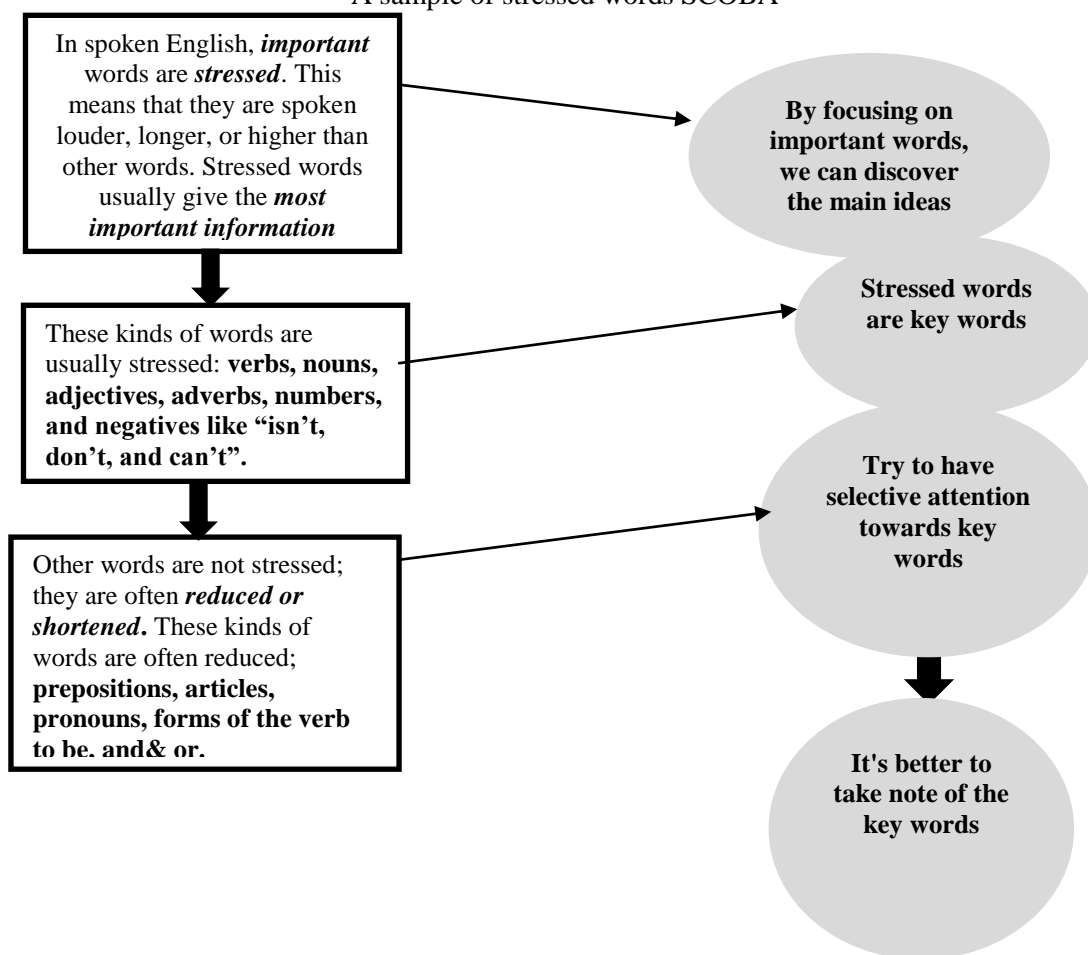 A sample of stressed words SCOBA
In spoken English, important
words are stressed. This
means that they are spoken
louder, longer, or higher than
other words. Stressed words
usually give the most
important information
By focusing on
important words,
we can discover
the main ideas
These kinds of words are
usually stressed: verbs, nouns,
adjectives, adverbs, numbers,
and negatives like “isn’t,
don’t, and can’t”.
Stressed words
are key words
Other words are not stressed;
they are often reduced or
shortened. These kinds of
words are often reduced;
prepositions, articles,
pronouns, forms of the verb
to be, and& or.
Try to have
selective attention
towards key
words
It's better to
take note of the
key words